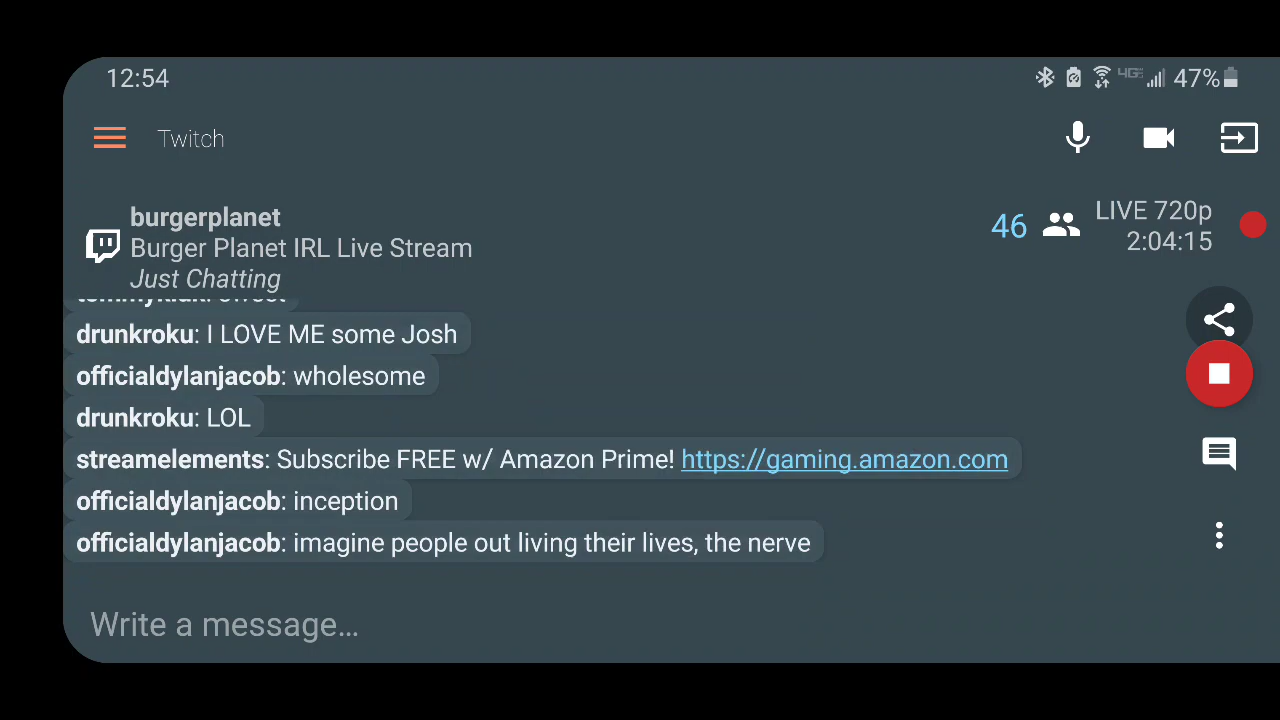 12:54
4G
47%
Twitch
burgerplanet
Burger Planet IRL Live Stream
Just Chatting
46
LIVE 720p
2:04:15
drunkroku: I LOVE ME some Josh
officialdylanjacob: wholesome
drunkroku: LOL
streamelements: Subscribe FREE w/ Amazon Prime! https://gaming.amazon.com
officialdylanjacob: inception
officialdylanjacob: imagine people out living their lives, the nerve
Write a message...